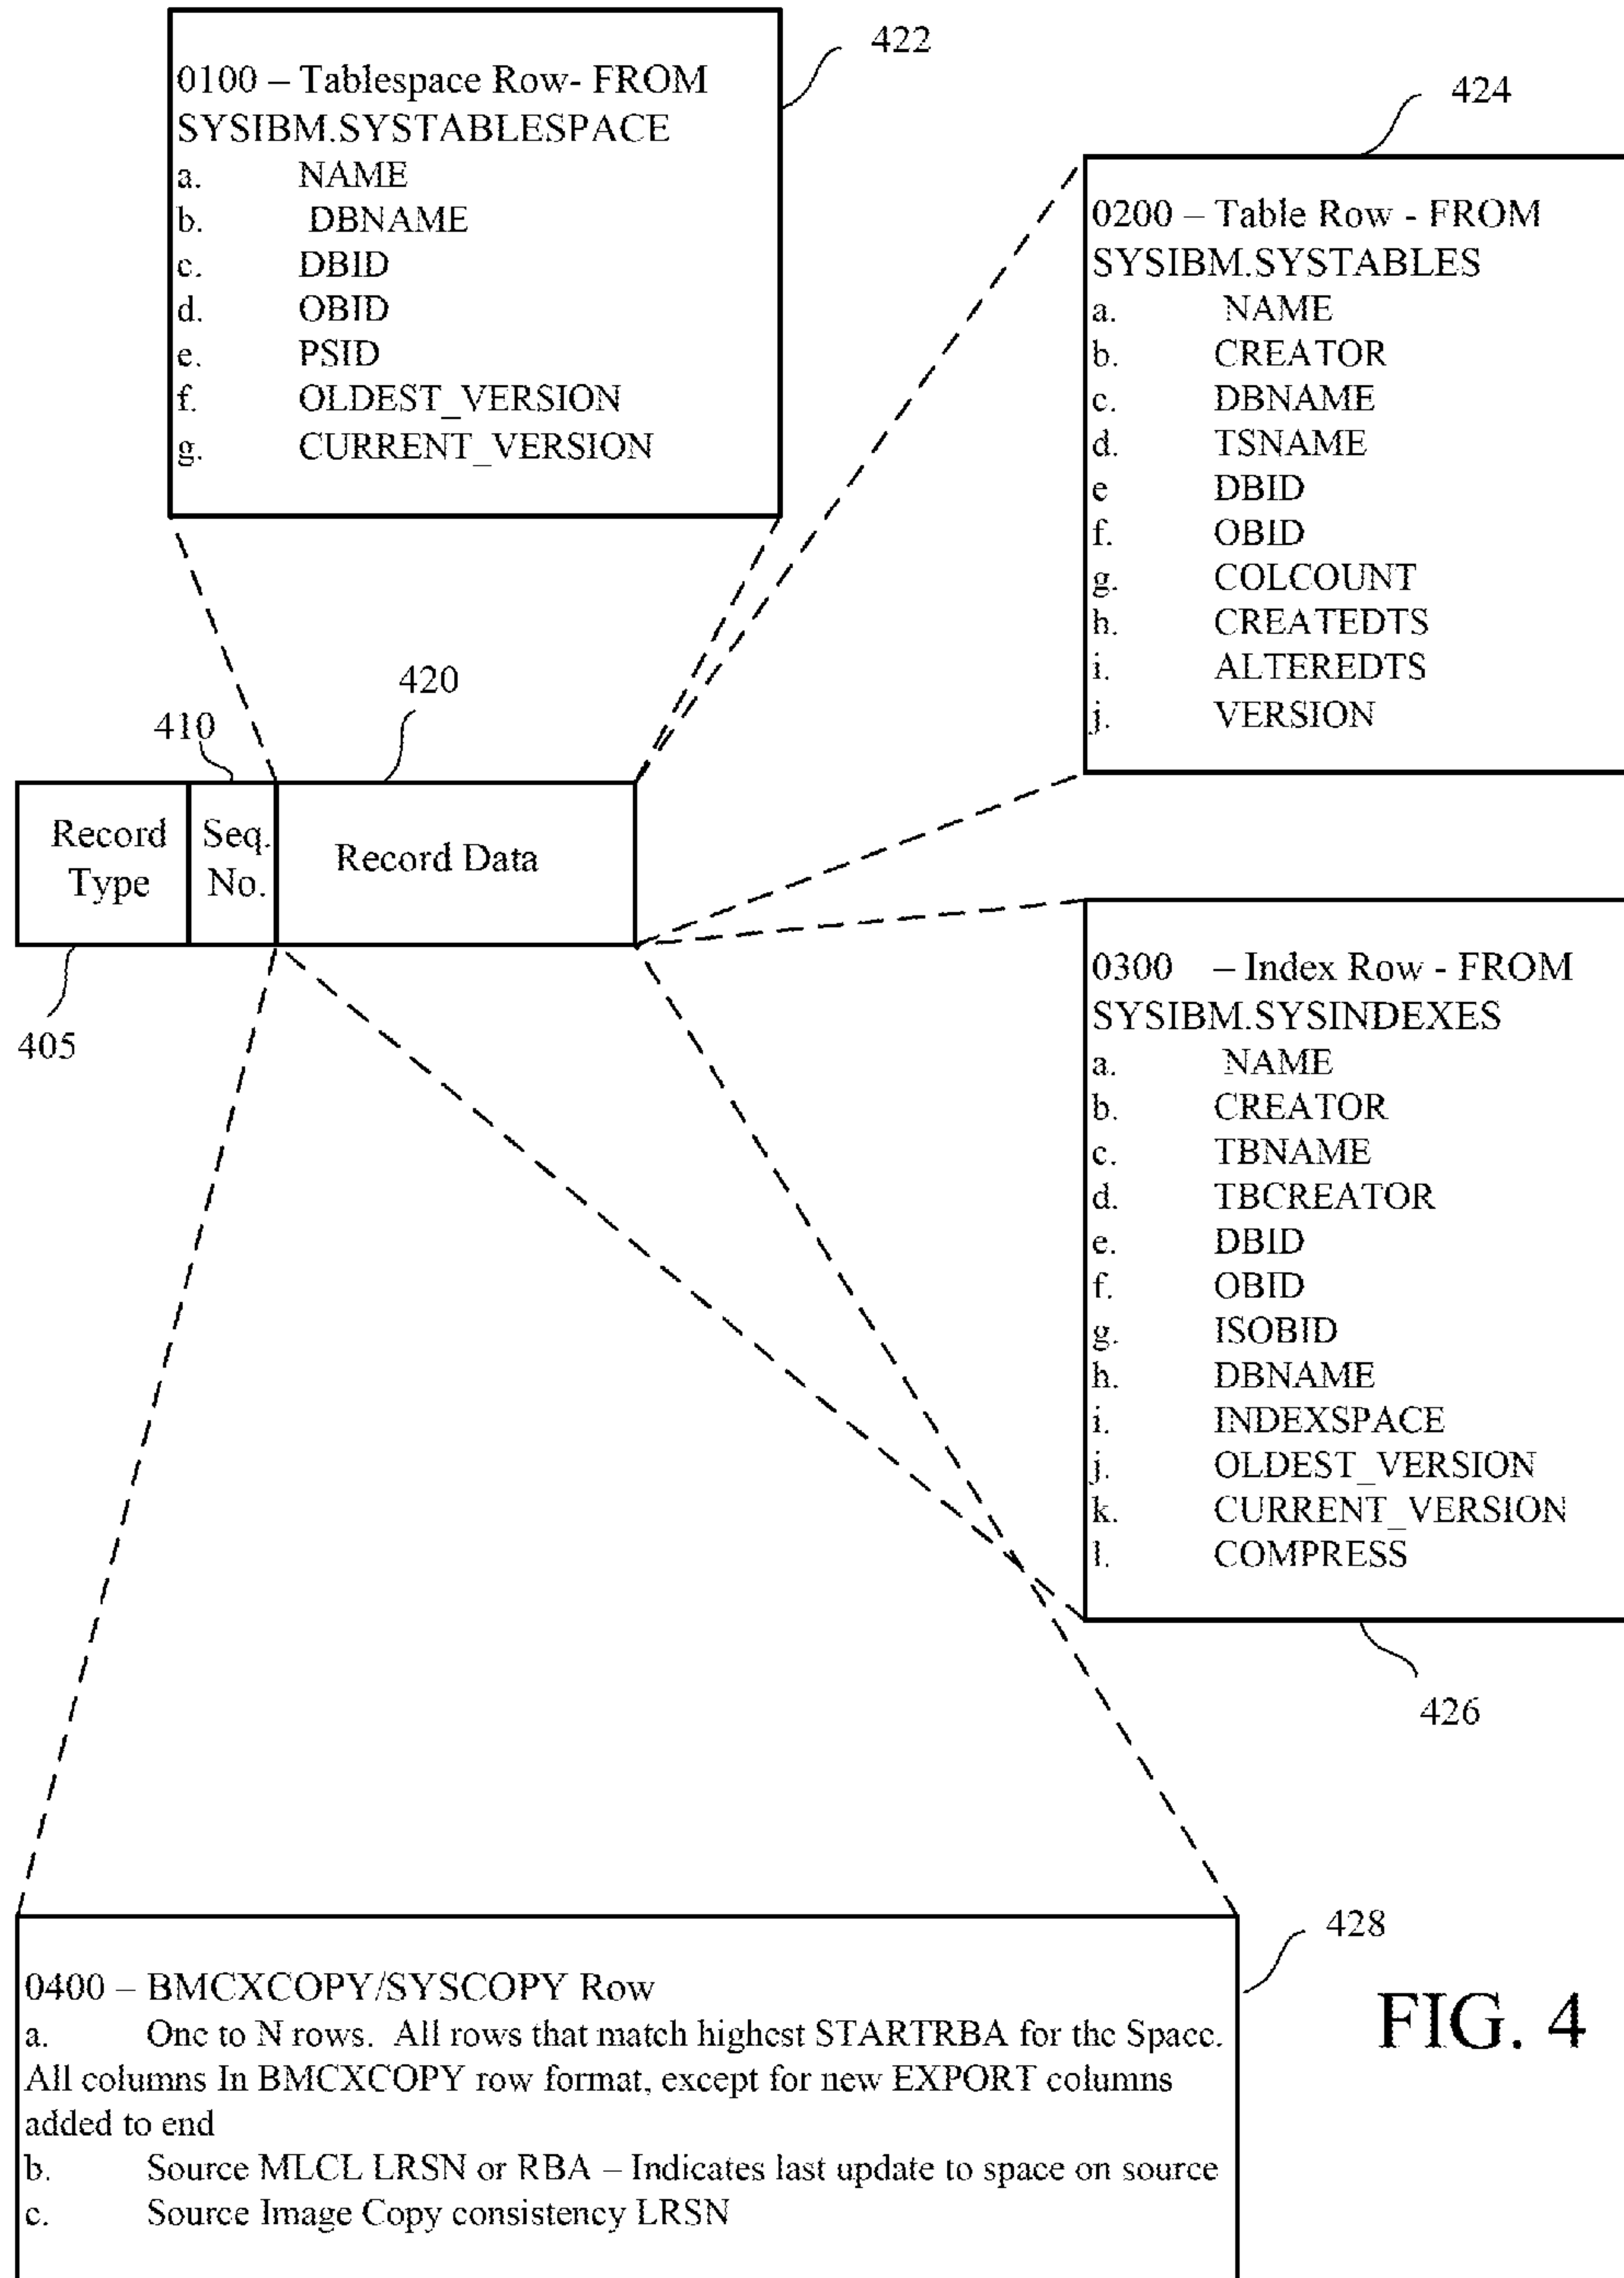 422
0100 – Tablespace Row- FROM
SYSIBM.SYSTABLESPACE
a. NAME
b. DBNAME
c. DBID
d. OBID
e. PSID
f. OLDEST_VERSION
g. CURRENT_VERSION
424
0200 – Table Row - FROM
SYSIBM.SYSTABLES
a. NAME
b. CREATOR
c. DBNAME
d. TSNAME
e DBID
f. OBID
g. COLCOUNT
h. CREATEDTS
i. ALTEREDTS
j. VERSION
420
410
Record
Type
Seq.
No.
Record Data
405
0300 – Index Row - FROM
SYSIBM.SYSINDEXES
a. NAME
b. CREATOR
c. TBNAME
d. TBCREATOR
e. DBID
f. OBID
g. ISOBID
h. DBNAME
i. INDEXSPACE
j. OLDEST_VERSION
k. CURRENT_VERSION
l. COMPRESS
426
428
0400 – BMCXCOPY/SYSCOPY Row
a. One to N rows. All rows that match highest STARTRBA for the Space.
All columns In BMCXCOPY row format, except for new EXPORT columns
added to end
b. Source MLCL LRSN or RBA – Indicates last update to space on source
c. Source Image Copy consistency LRSN
FIG. 4